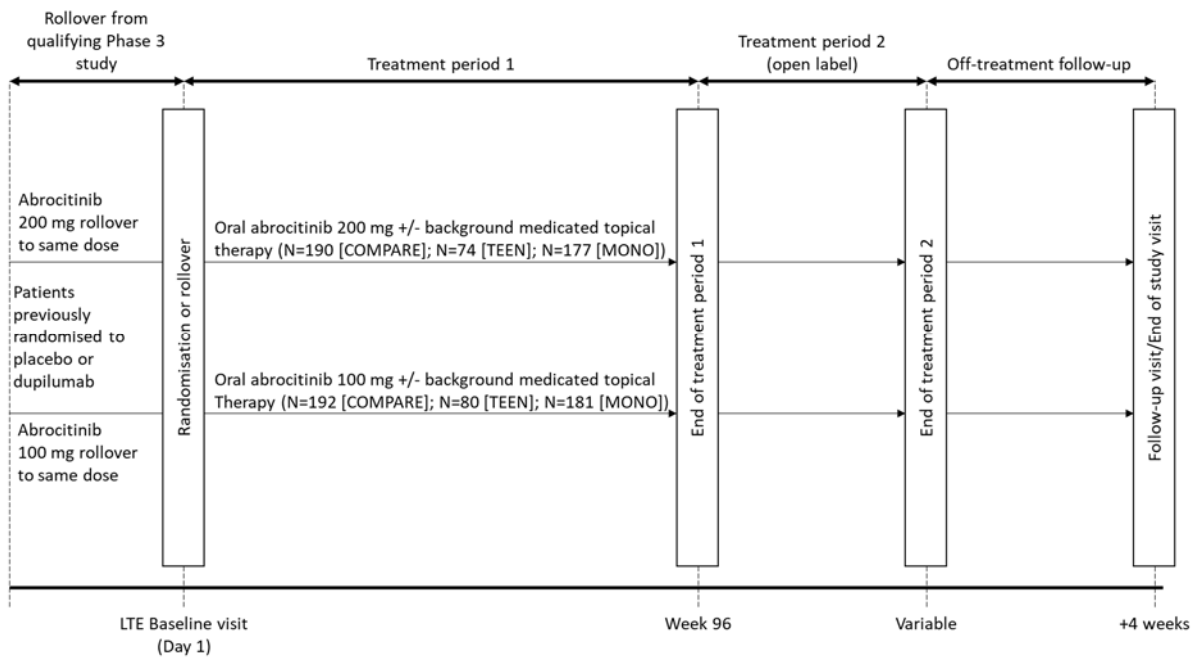 Rollover from
qualifying Phase 3
study
Treatment period 1
Treatment period 2
(open label)
Off-treatment follow-up
Abrocitinib
200 mg rollover
to same dose
Patients
previously
randomised to
placebo or
dupilumab
Abrocitinib
100 mg rollover
to same dose
Randomisation or rollover
Oral abrocitinib 200 mg +/- background medicated topical
therapy (N=190 [COMPARE]; N=74 [TEEN]; N=177 [MONO])
Oral abrocitinib 100 mg +/- background medicated topical
Therapy (N=192 [COMPARE]; N=80 [TEEN]; N=181 [MONO])
End of treatment period 1
End of treatment period 2
Follow-up visit/End of study visit
LTE Baseline visit
(Day 1)
Week 96
Variable
+4 weeks